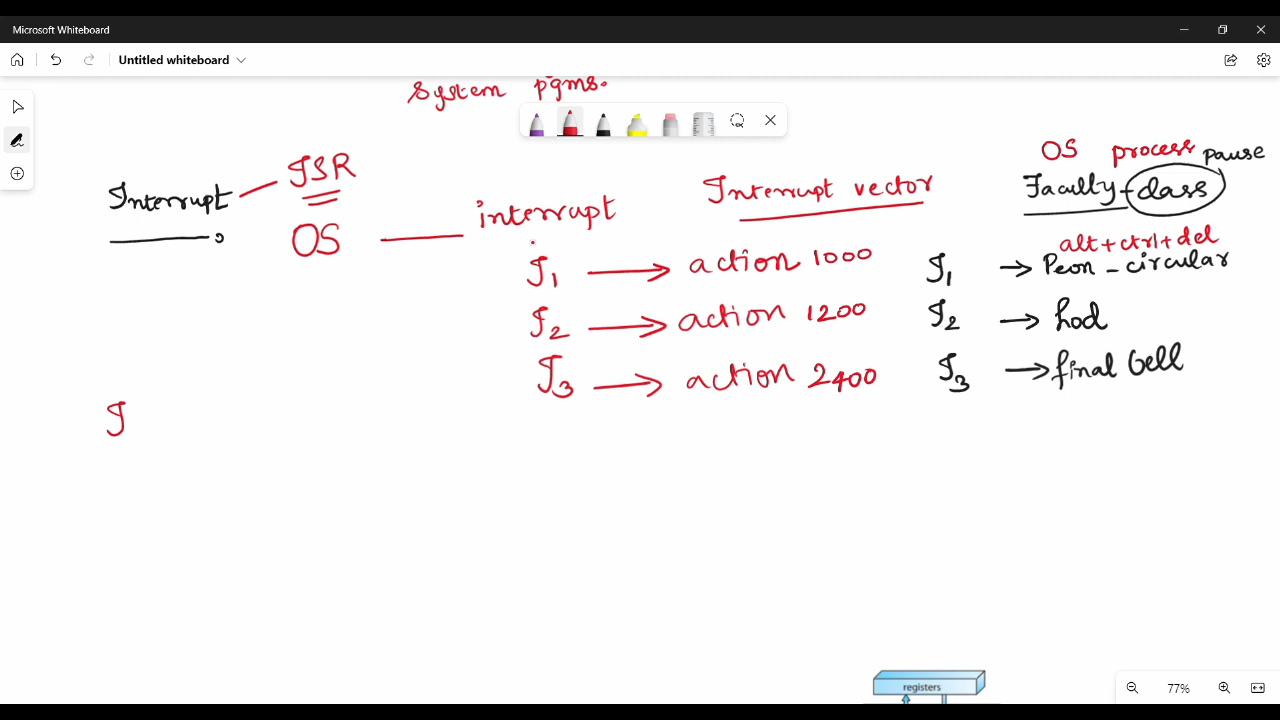 Microsoft Whiteboard
Untitled whiteboard
System pgms.
OS process pause
Interrupt ISR
Interrupt vector
Faculty - class
OS interrupt
alt+ctrl+del
I1 action 1000
I1 Peon - circular
I2 action 1200
I2 hod
I3 action 2400
I3 final bell
I
registers
77%